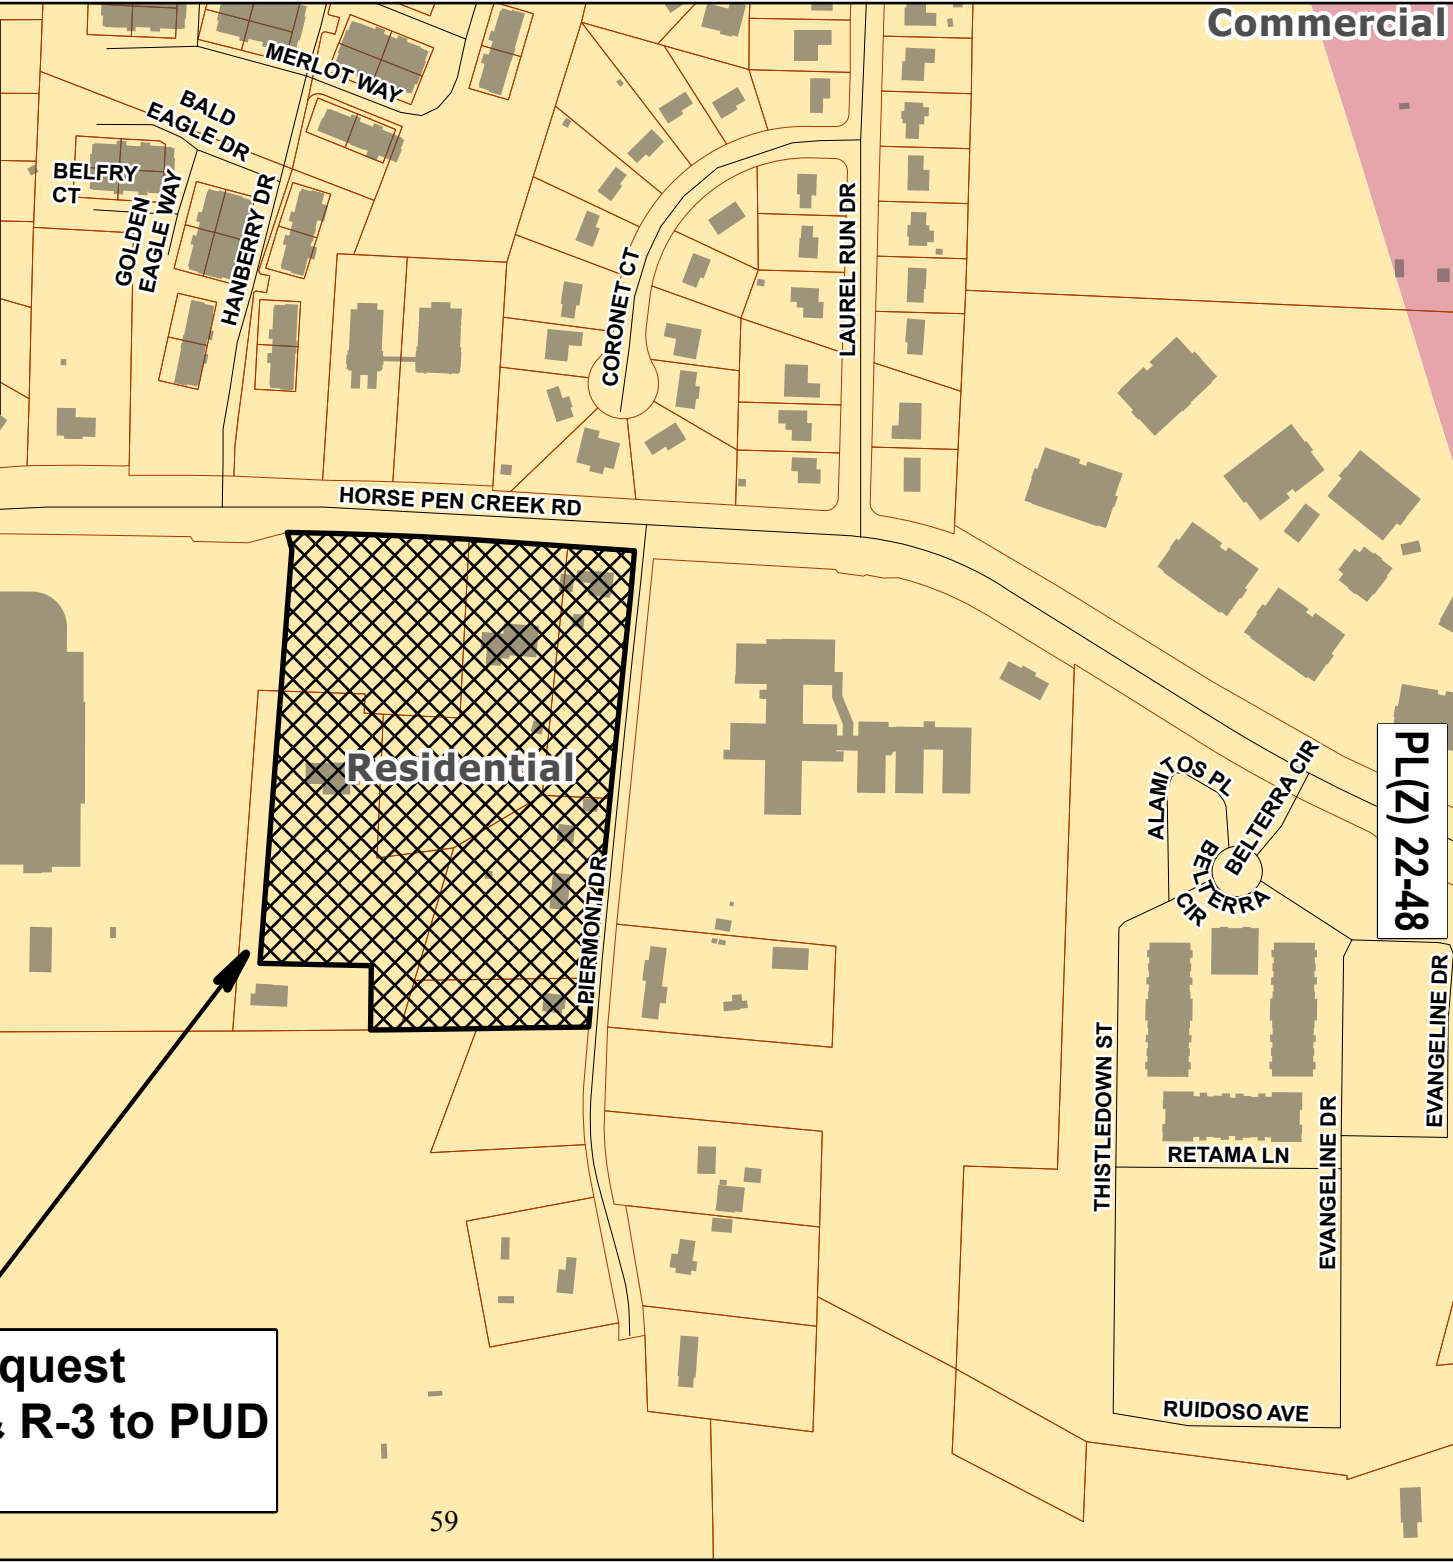 Commercial
MERLOT WAY
BALD
EAGLE DR
BELFRY
CT
GOLDEN
EAGLE WAY
HANBERRY DR
CORONET CT
LAUREL RUN DR
HORSE PEN CREEK RD
Residential
PIERMONT DR
ALAMITOS PL
BELTERRA CIR
BELTERRA
CIR
PL(Z) 22-48
THISTLEDOWN ST
EVANGELINE DR
EVANGELINE DR
RETAMA LN
RUIDOSO AVE
quest
& R-3 to PUD
59